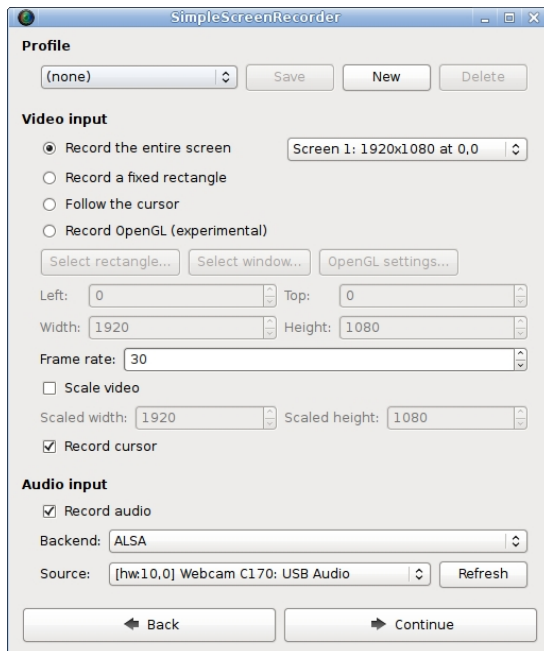 SimpleScreenRecorder
Profile
(none) Save New Delete
Video input
Record the entire screen Screen 1: 1920x1080 at 0,0
Record a fixed rectangle
Follow the cursor
Record OpenGL (experimental)
Select rectangle... Select window... OpenGL settings...
Left: 0 Top: 0
Width: 1920 Height: 1080
Frame rate: 30
Scale video
Scaled width: 1920 Scaled height: 1080
Record cursor
Audio input
Record audio
Backend: ALSA
Source: [hw:10,0] Webcam C170: USB Audio Refresh
Back Continue